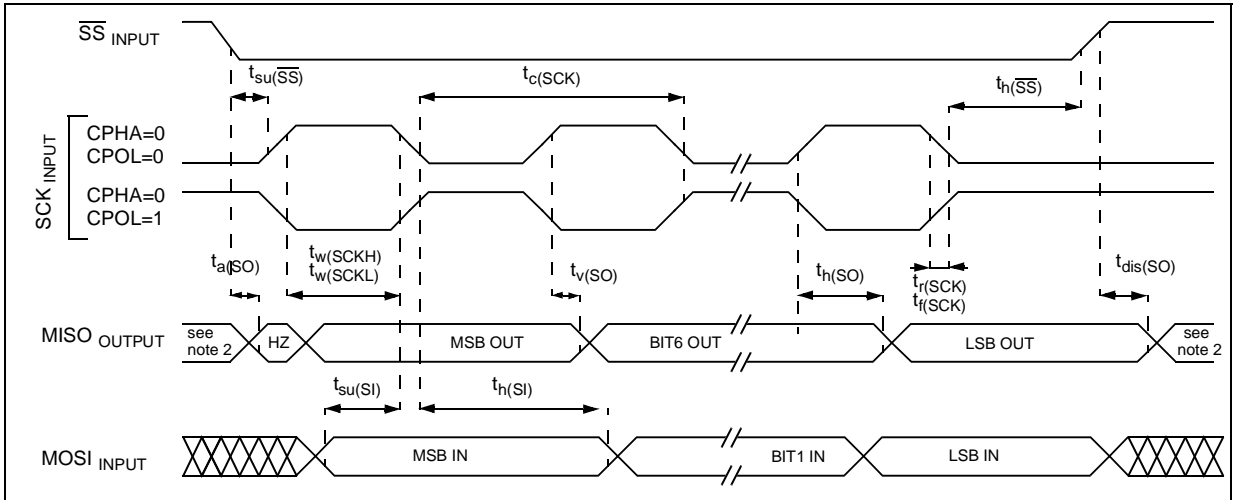 SS INPUT
tsu(SS)
tc(SCK)
th(SS)
SCK INPUT
CPHA=0
CPOL=0
CPHA=0
CPOL=1
ta(SO)
tw(SCKH)
tw(SCKL)
tv(SO)
th(SO)
tr(SCK)
tf(SCK)
tdis(SO)
MISO OUTPUT
see
note 2
HZ
MSB OUT
BIT6 OUT
LSB OUT
see
note 2
tsu(SI)
th(SI)
MOSI INPUT
MSB IN
BIT1 IN
LSB IN